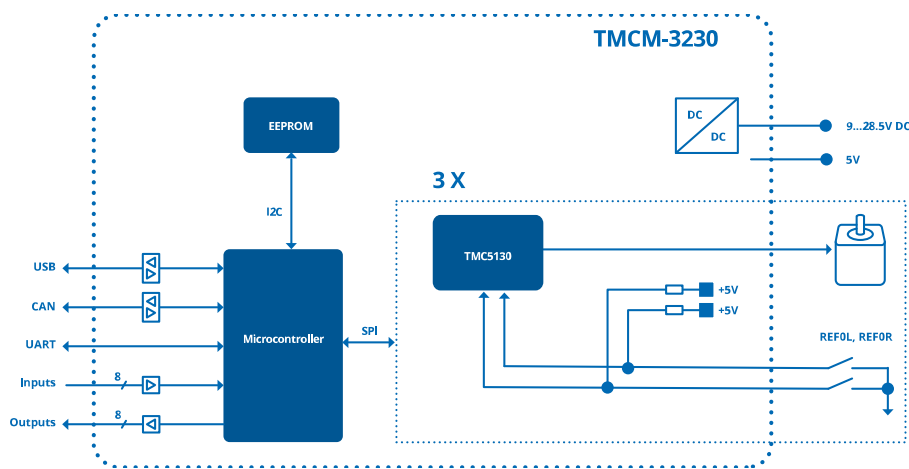 TMCM-3230
DC
DC
9...28.5V DC
5V
EEPROM
I2C
3 X
TMC5130
USB
CAN
UART
Inputs
8
Outputs
8
Microcontroller
SPI
+5V
+5V
REF0L, REF0R